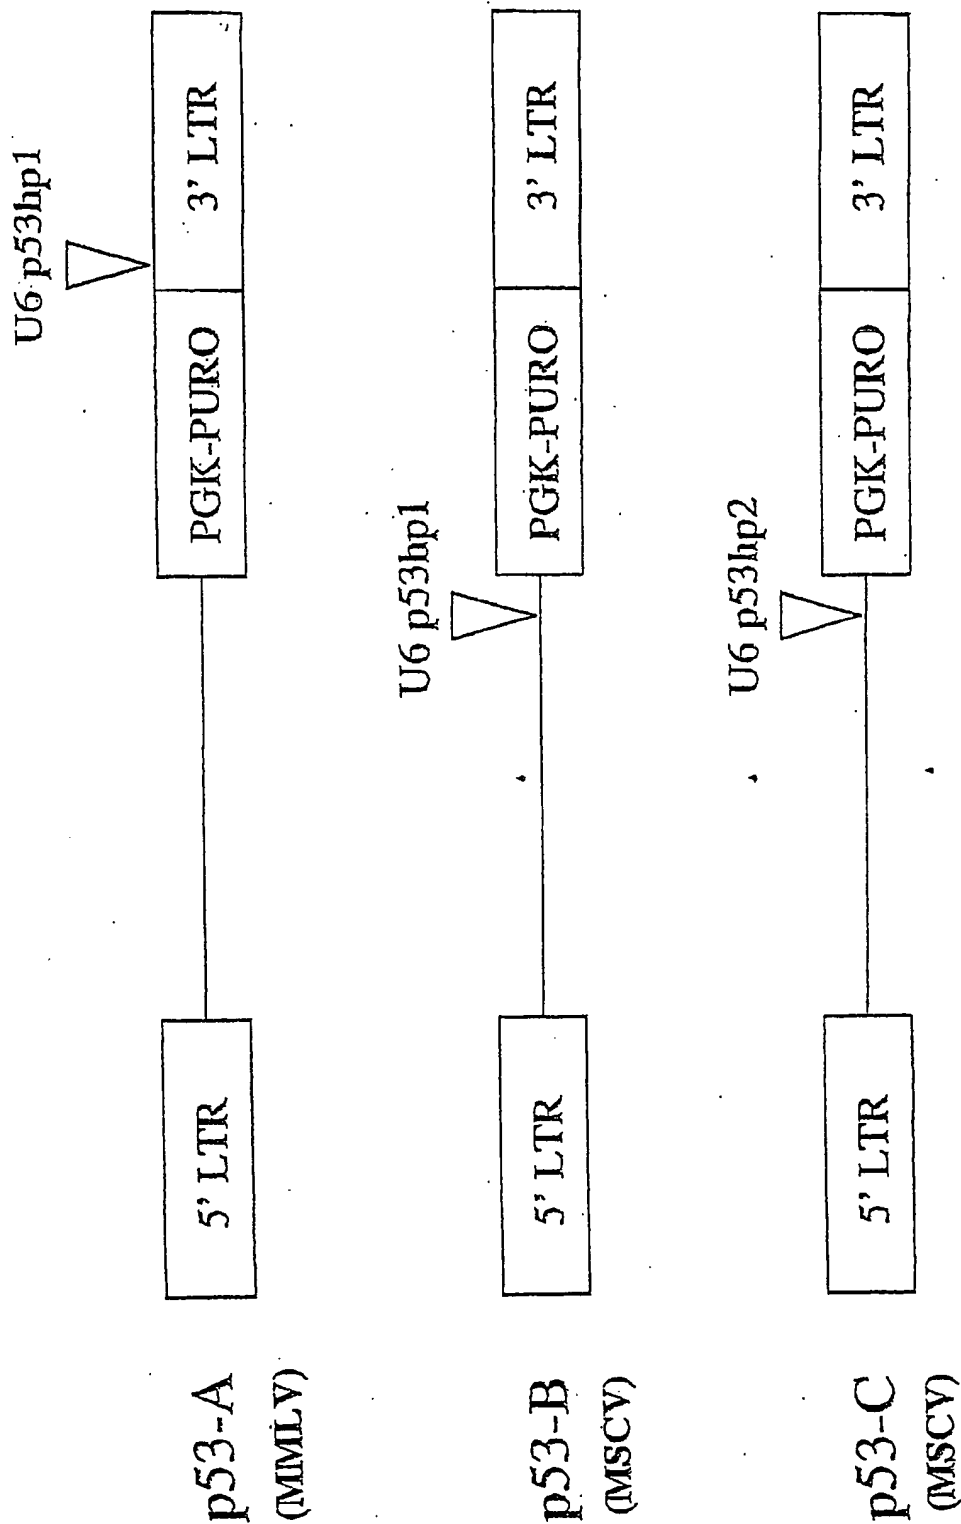 U6 p53hp1
p53-A
(MMLV)
5' LTR
PGK-PURO
3' LTR
U6 p53hp1
p53-B
(MSCV)
5' LTR
PGK-PURO
3' LTR
U6 p53hp2
p53-C
(MSCV)
5' LTR
PGK-PURO
3' LTR